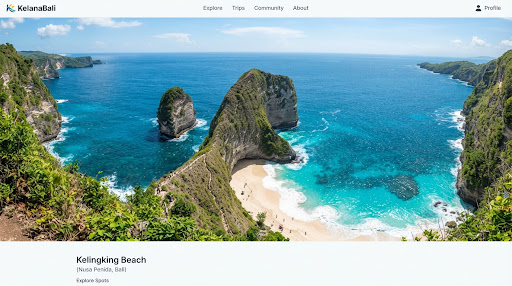 KelanaBali
Explore Trips Community About
Profile
Kelingking Beach
(Nusa Penida, Bali)
Explore Spots